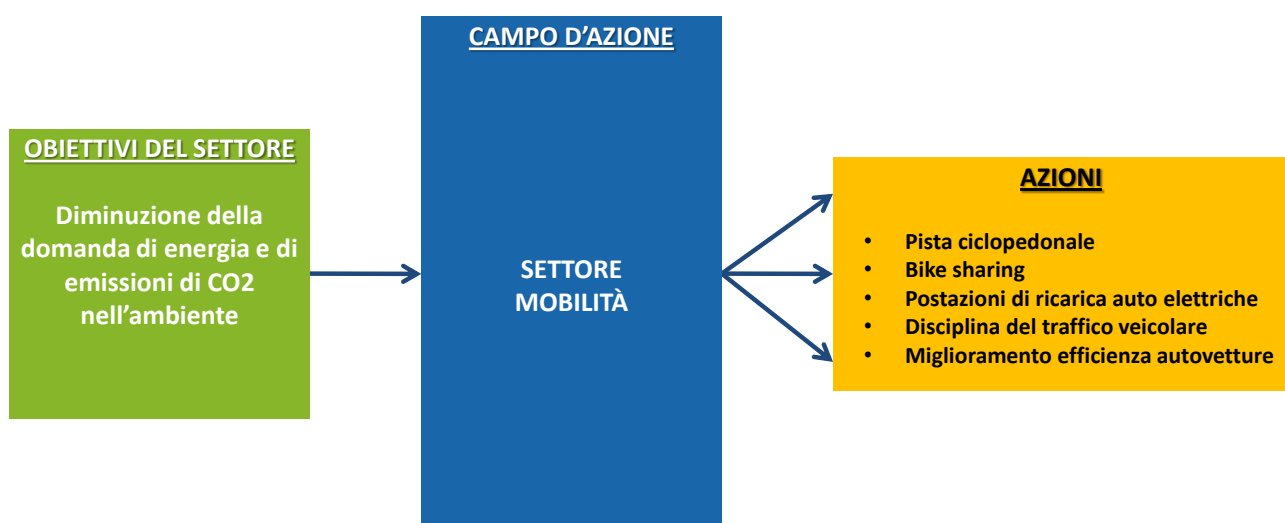 CAMPO D’AZIONE
OBIETTIVI DEL SETTORE
Diminuzione della
domanda di energia e di
emissioni di CO2
nell’ambiente
SETTORE
MOBILITÀ
AZIONI
• Pista ciclopedonale
• Bike sharing
• Postazioni di ricarica auto elettriche
• Disciplina del traffico veicolare
• Miglioramento efficienza autovetture